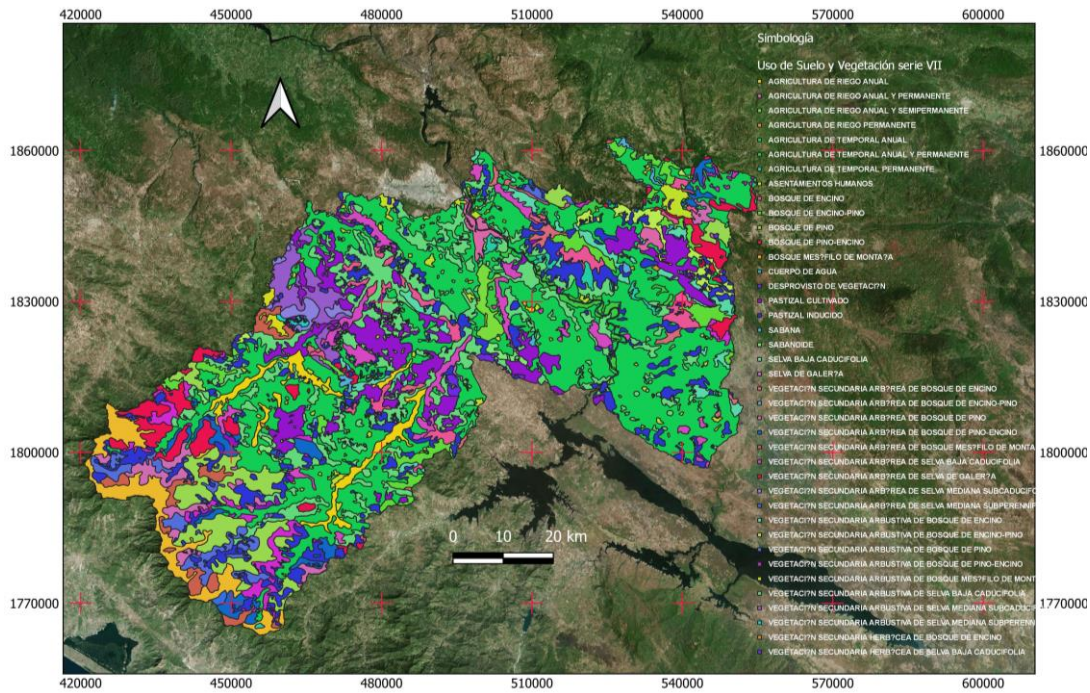 420000 450000 480000 510000 540000 570000 600000
Simbología
Uso de Suelo y Vegetación serie VII
AGRICULTURA DE RIEGO ANUAL
AGRICULTURA DE RIEGO ANUAL Y PERMANENTE
AGRICULTURA DE RIEGO ANUAL Y SEMIPERMANENTE
AGRICULTURA DE RIEGO PERMANENTE
AGRICULTURA DE TEMPORAL ANUAL
1860000 1860000
AGRICULTURA DE TEMPORAL ANUAL Y PERMANENTE
AGRICULTURA DE TEMPORAL PERMANENTE
ASENTAMIENTOS HUMANOS
BOSQUE DE ENCINO
BOSQUE DE ENCINO-PINO
BOSQUE DE PINO
BOSQUE DE PINO-ENCINO
BOSQUE MES?FILO DE MONTA?A
CUERPO DE AGUA
DESPROVISTO DE VEGETACI?N
PASTIZAL CULTIVADO
1830000 1830000
PASTIZAL INDUCIDO
SABANA
SABANOIDE
SELVA BAJA CADUCIFOLIA
SELVA DE GALER?A
VEGETACI?N SECUNDARIA ARB?REA DE BOSQUE DE ENCINO
VEGETACI?N SECUNDARIA ARB?REA DE BOSQUE DE ENCINO-PINO
VEGETACI?N SECUNDARIA ARB?REA DE BOSQUE DE PINO
VEGETACI?N SECUNDARIA ARB?REA DE BOSQUE DE PINO-ENCINO
VEGETACI?N SECUNDARIA ARB?REA DE BOSQUE MES?FILO DE MONTA
1800000 1800000
VEGETACI?N SECUNDARIA ARB?REA DE SELVA BAJA CADUCIFOLIA
VEGETACI?N SECUNDARIA ARB?REA DE SELVA DE GALER?A
VEGETACI?N SECUNDARIA ARB?REA DE SELVA MEDIANA SUBCADUCIFO
VEGETACI?N SECUNDARIA ARB?REA DE SELVA MEDIANA SUBPERENNIF
VEGETACI?N SECUNDARIA ARBUSTIVA DE BOSQUE DE ENCINO
VEGETACI?N SECUNDARIA ARBUSTIVA DE BOSQUE DE ENCINO-PINO
0 10 20 km
VEGETACI?N SECUNDARIA ARBUSTIVA DE BOSQUE DE PINO
VEGETACI?N SECUNDARIA ARBUSTIVA DE BOSQUE DE PINO-ENCINO
VEGETACI?N SECUNDARIA ARBUSTIVA DE BOSQUE MES?FILO DE MONT
VEGETACI?N SECUNDARIA ARBUSTIVA DE SELVA BAJA CADUCIFOLIA
1770000 1770000
VEGETACI?N SECUNDARIA ARBUSTIVA DE SELVA MEDIANA SUBCADUCI
VEGETACI?N SECUNDARIA ARBUSTIVA DE SELVA MEDIANA SUBPEREN
VEGETACI?N SECUNDARIA HERB?CEA DE BOSQUE DE ENCINO
VEGETACI?N SECUNDARIA HERB?CEA DE SELVA BAJA CADUCIFOLIA
420000 450000 480000 510000 540000 570000 600000